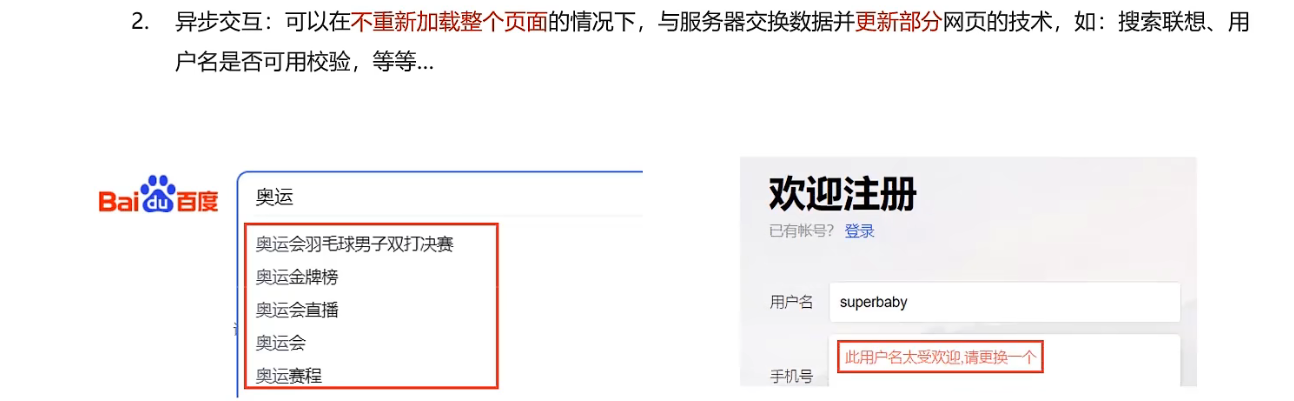 2. 异步交互：可以在不重新加载整个页面的情况下，与服务器交换数据并更新部分网页的技术，如：搜索联想、用
户名是否可用校验，等等...
Bai du 百度
奥运
奥运会羽毛球男子双打决赛
奥运金牌榜
奥运会直播
奥运会
奥运赛程
欢迎注册
已有帐号？ 登录
用户名 superbaby
此用户名太受欢迎,请更换一个
手机号